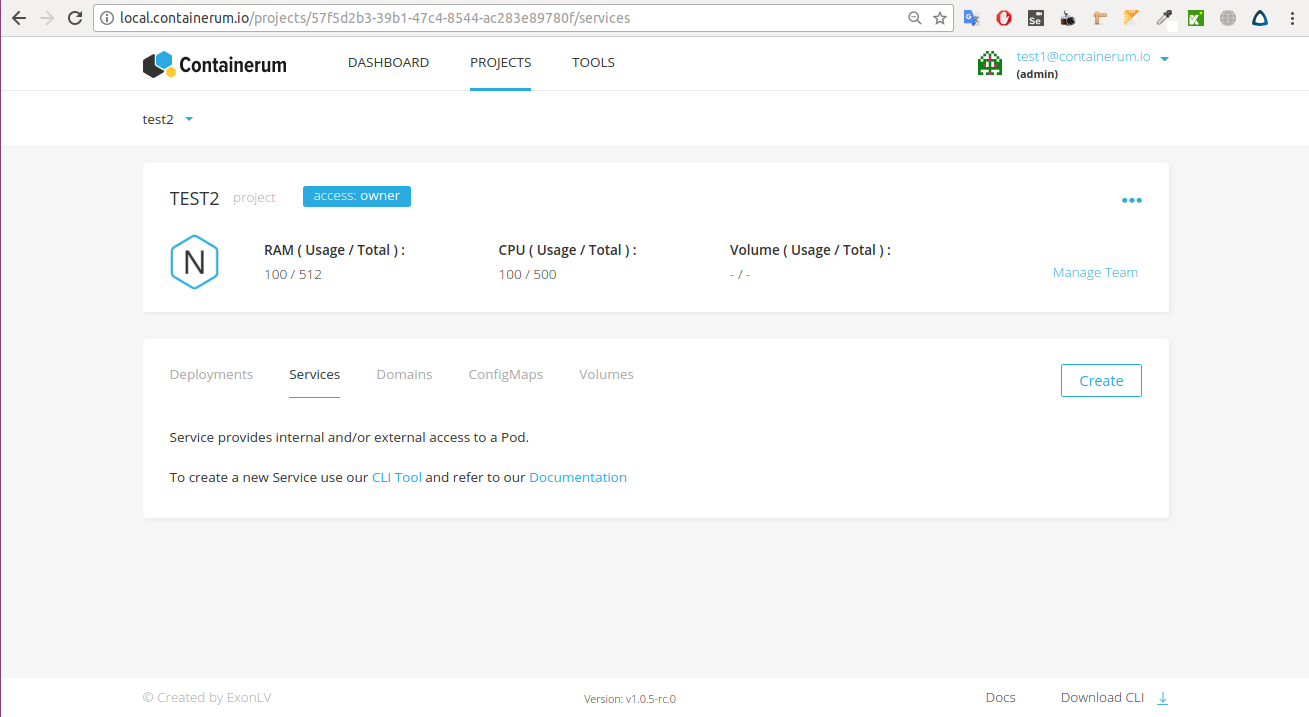 local.containerum.io/projects/57f5d2b3-39b1-47c4-8544-ac283e89780f/services
Se
Containerum
DASHBOARD PROJECTS TOOLS
test1@containerum.io
(admin)
test2
TEST2 project access: owner
N
RAM ( Usage / Total ) : CPU ( Usage / Total ) : Volume ( Usage / Total ) :
100 / 512 100 / 500 - / -
Manage Team
Deployments Services Domains ConfigMaps Volumes Create
Service provides internal and/or external access to a Pod.
To create a new Service use our CLI Tool and refer to our Documentation
© Created by ExonLV Version: v1.0.5-rc.0 Docs Download CLI